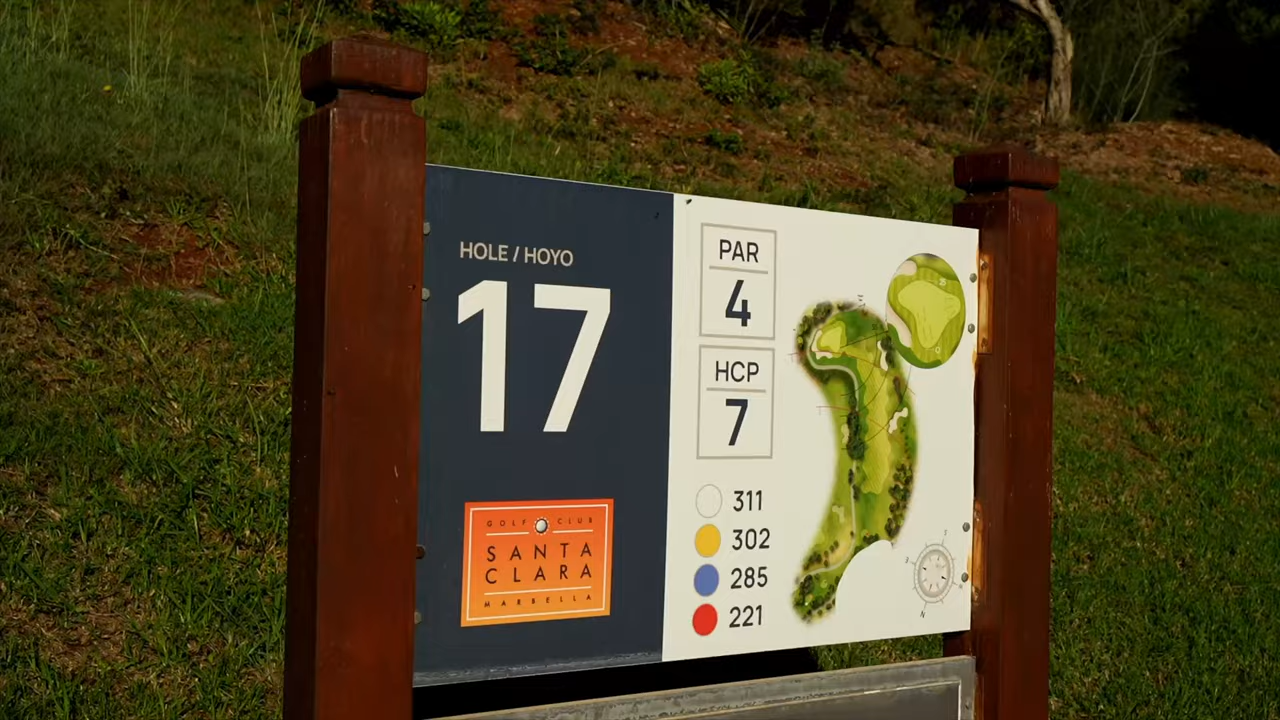 HOLE / HOYO
17
GOLF CLUB
SANTA
CLARA
MARBELLA
PAR
4
HCP
7
311
302
285
221
N